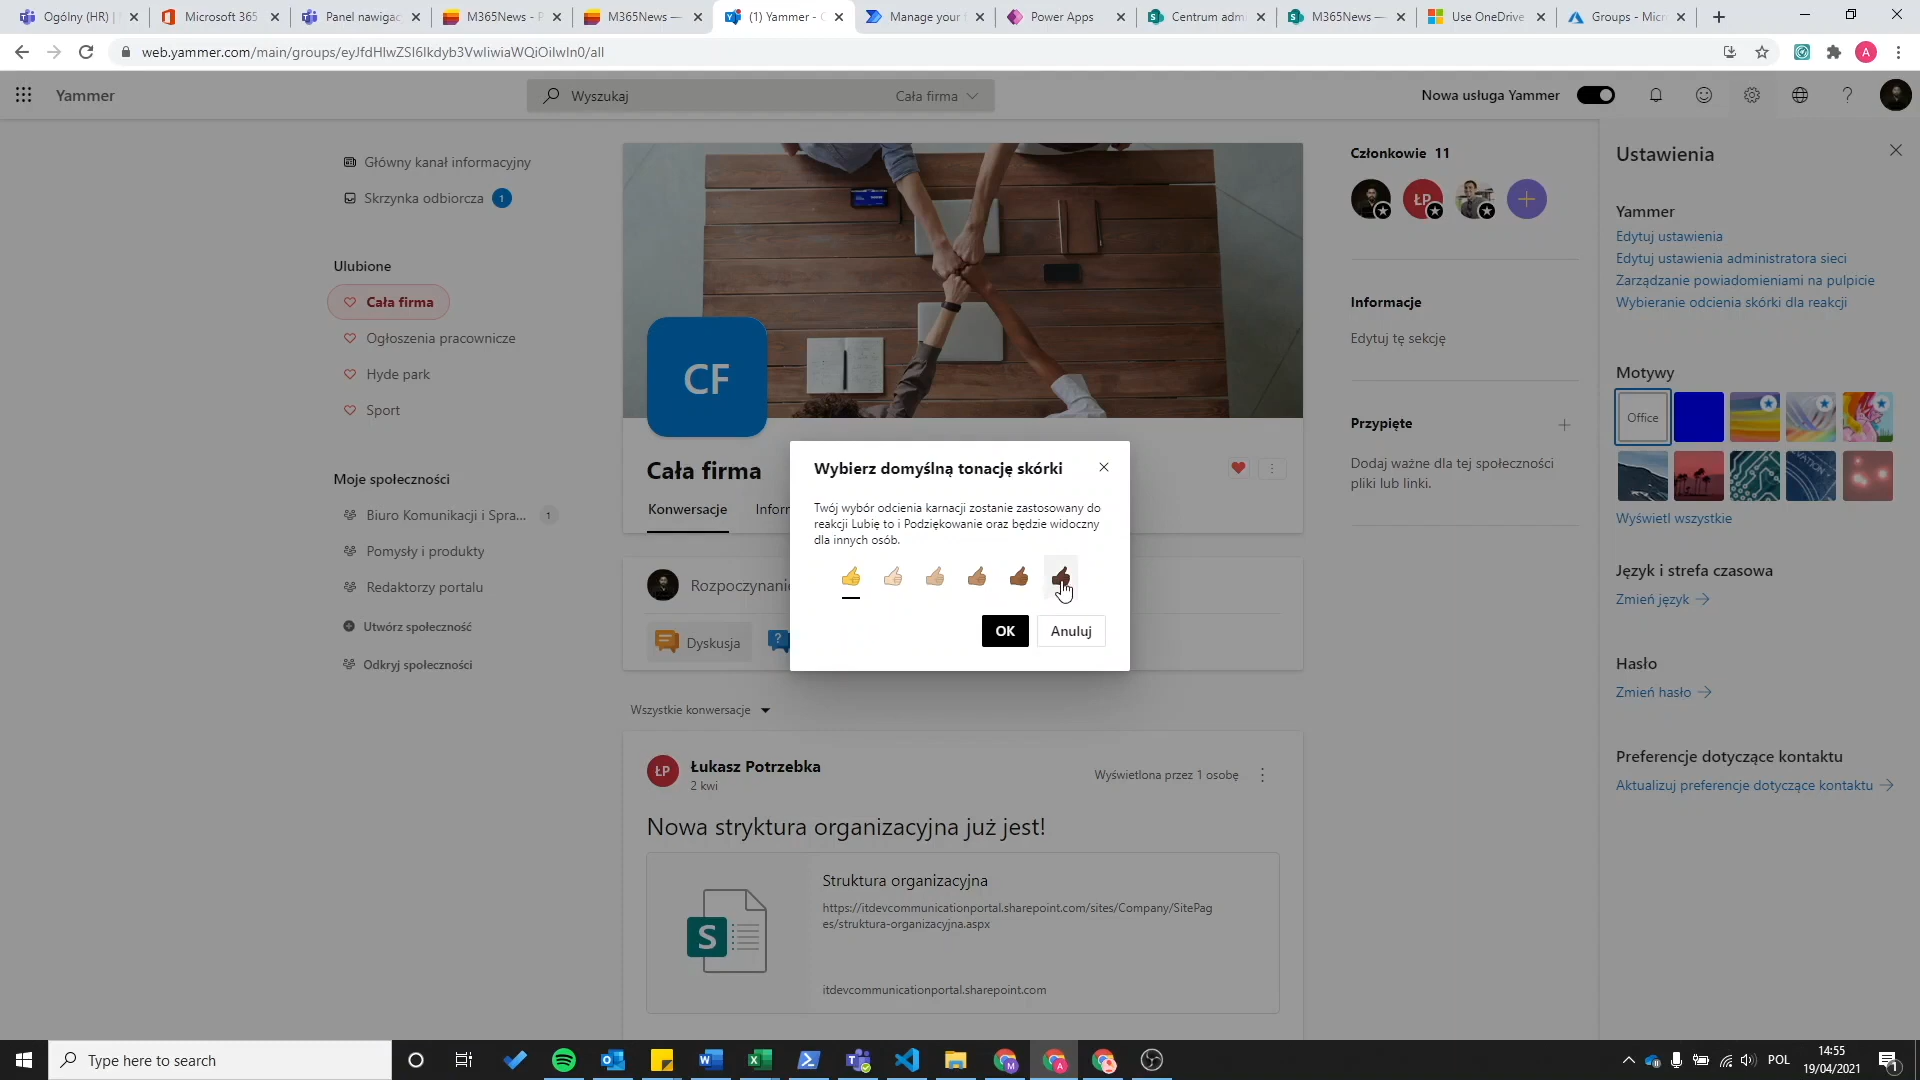 Ogólny (HR) |
Microsoft 365
Panel nawigac
M365News - P
M365News —
(1) Yammer - C
Manage your f
Power Apps
Centrum adm
M365News —
Use OneDrive
Groups - Micr
web.yammer.com/main/groups/eyJfdHlwZSI6Ikdyb3VwIiwiaWQiOiIwIn0/all
A
Yammer
Wyszukaj
Cała firma
Nowa usługa Yammer
?
Główny kanał informacyjny
Skrzynka odbiorcza 1
Ulubione
Cała firma
Ogłoszenia pracownicze
Hyde park
Sport
Moje społeczności
Biuro Komunikacji i Spra... 1
Pomysły i produkty
Redaktorzy portalu
Utwórz społeczność
Odkryj społeczności
CF
Cała firma
Konwersacje
Inforr
Rozpoczynanie
Dyskusja
?
Wybierz domyślną tonację skórki
Twój wybór odcienia karnacji zostanie zastosowany do
reakcji Lubię to i Podziękowanie oraz będzie widoczny
dla innych osób.
OK
Anuluj
Wszystkie konwersacje
ŁP
Łukasz Potrzebka
2 kwi
Wyświetlona przez 1 osobę
Nowa stryktura organizacyjna już jest!
S
Struktura organizacyjna
https://itdevcommunicationportal.sharepoint.com/sites/Company/SitePag
es/struktura-organizacyjna.aspx
itdevcommunicationportal.sharepoint.com
Członkowie 11
ŁP
Informacje
Edytuj tę sekcję
Przypięte
Dodaj ważne dla tej społeczności
pliki lub linki.
Ustawienia
Yammer
Edytuj ustawienia
Edytuj ustawienia administratora sieci
Zarządzanie powiadomieniami na pulpicie
Wybieranie odcienia skórki dla reakcji
Motywy
Office
Wyświetl wszystkie
Język i strefa czasowa
Zmień język
Hasło
Zmień hasło
Preferencje dotyczące kontaktu
Aktualizuj preferencje dotyczące kontaktu
Type here to search
POL
14:55
19/04/2021
1